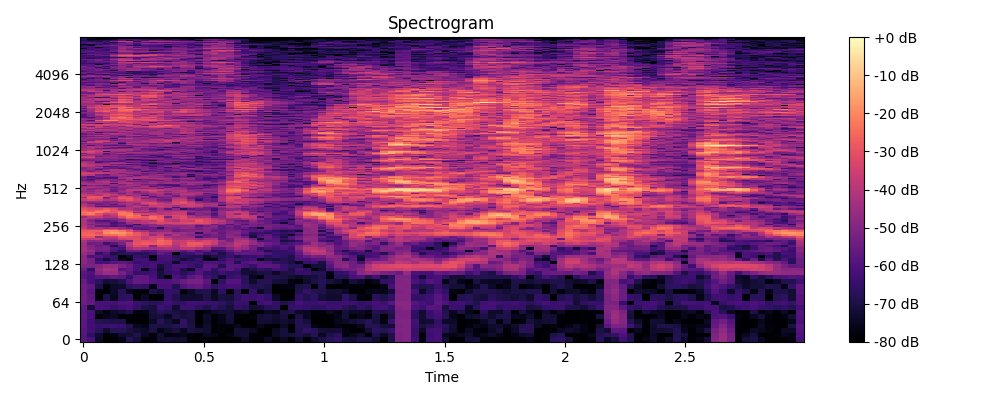 Spectrogram
Hz
4096
2048
1024
512
256
128
64
0
0
0.5
1
1.5
2
2.5
Time
+0 dB
-10 dB
-20 dB
-30 dB
-40 dB
-50 dB
-60 dB
-70 dB
-80 dB